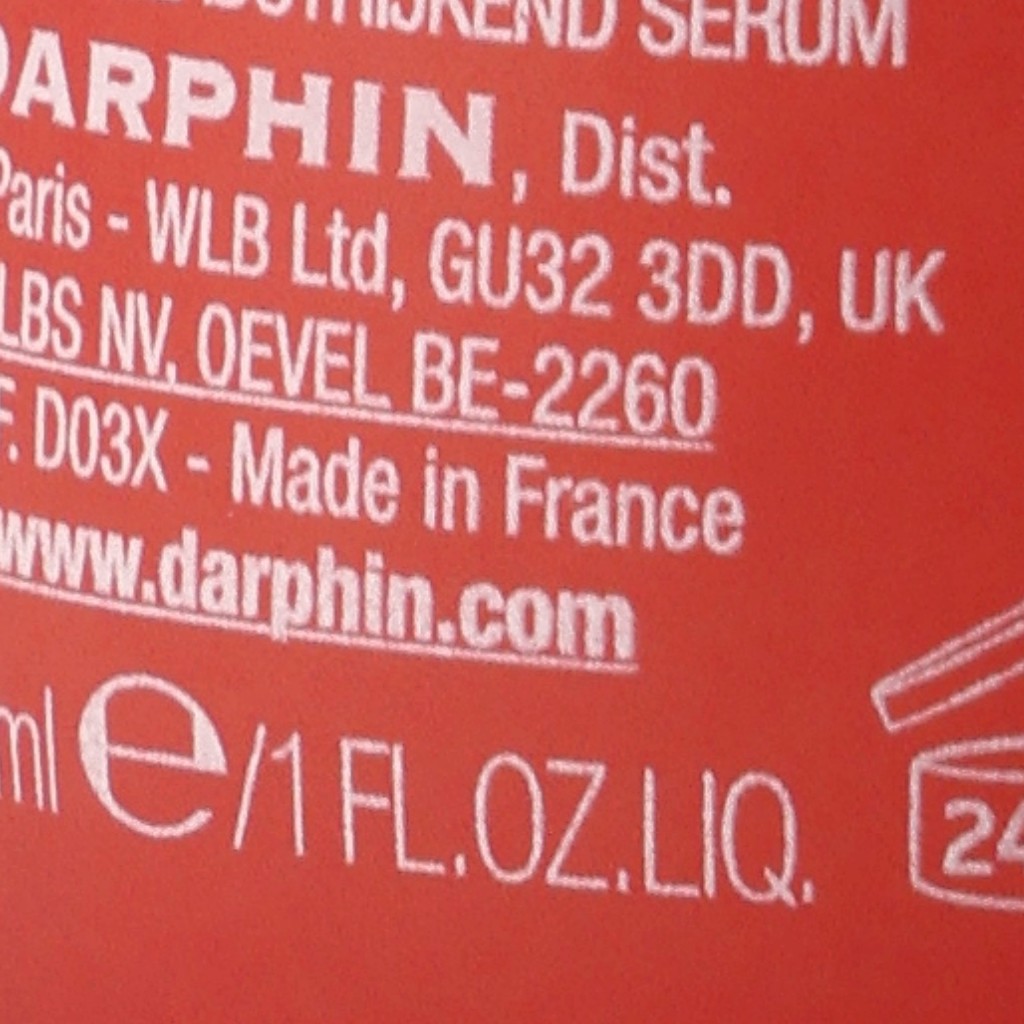 SERUM
DARPHIN, Dist.
Paris - WLB Ltd, GU32 3DD, UK
LBS NV, OEVEL BE-2260
D03X - Made in France
www.darphin.com
ml e/1 FL.OZ.LIQ.
24